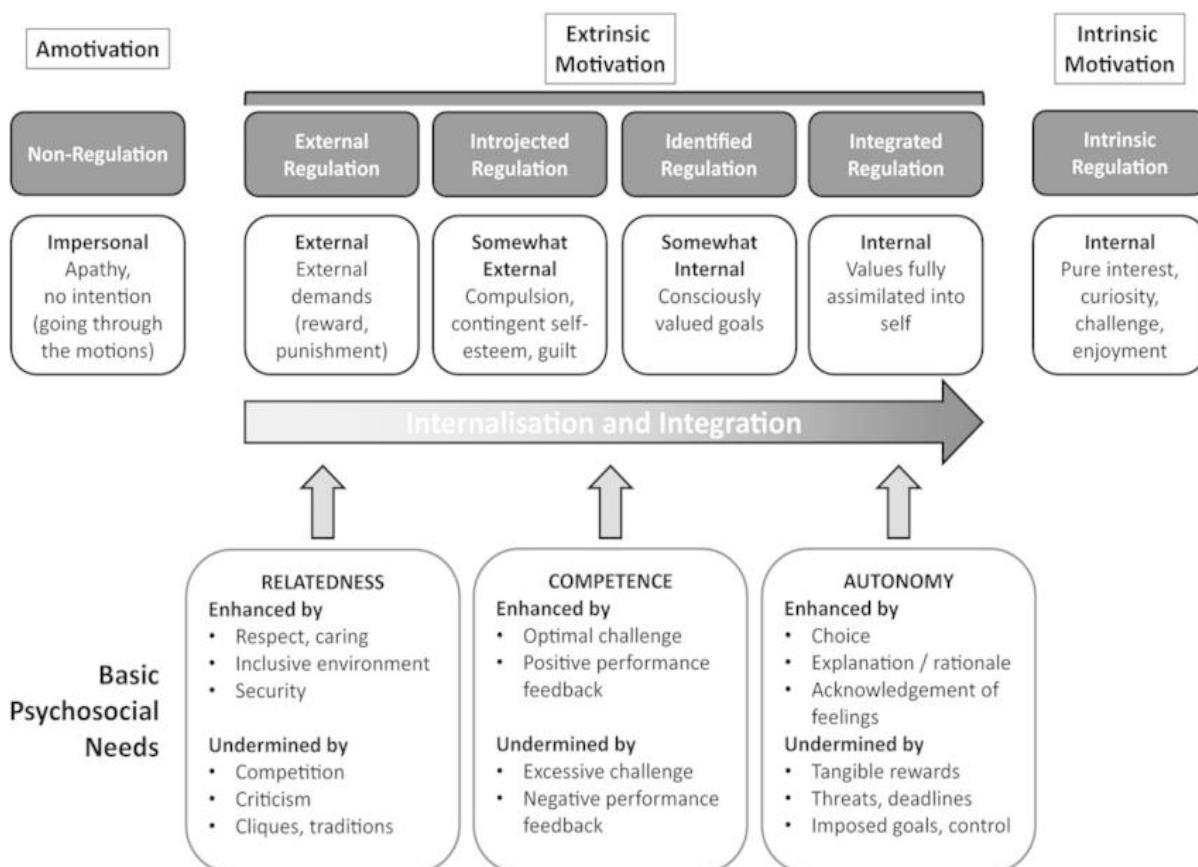 Amotivation
Extrinsic
Motivation
Intrinsic
Motivation
Non-Regulation
External
Regulation
Introjected
Regulation
Identified
Regulation
Integrated
Regulation
Intrinsic
Regulation
Impersonal
Apathy,
no intention
(going through
the motions)
External
External
demands
(reward,
punishment)
Somewhat
External
Compulsion,
contingent self-
esteem, guilt
Somewhat
Internal
Consciously
valued goals
Internal
Values fully
assimilated into
self
Internal
Pure interest,
curiosity,
challenge,
enjoyment
Internalisation and Integration
Basic
Psychosocial
Needs
RELATEDNESS
Enhanced by
• Respect, caring
• Inclusive environment
• Security
Undermined by
• Competition
• Criticism
• Cliques, traditions
COMPETENCE
Enhanced by
• Optimal challenge
• Positive performance
feedback
Undermined by
• Excessive challenge
• Negative performance
feedback
AUTONOMY
Enhanced by
• Choice
• Explanation / rationale
• Acknowledgement of
feelings
Undermined by
• Tangible rewards
• Threats, deadlines
• Imposed goals, control